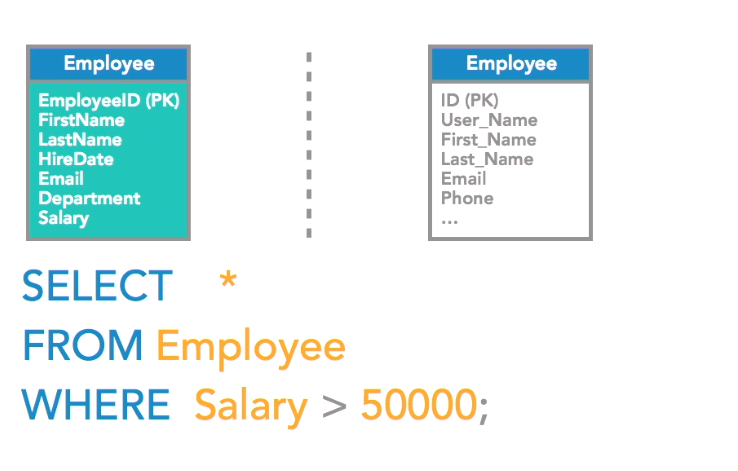 Employee
EmployeeID (PK)
FirstName
LastName
HireDate
Email
Department
Salary
Employee
ID (PK)
User_Name
First_Name
Last_Name
Email
Phone
...
SELECT *
FROM Employee
WHERE Salary > 50000;